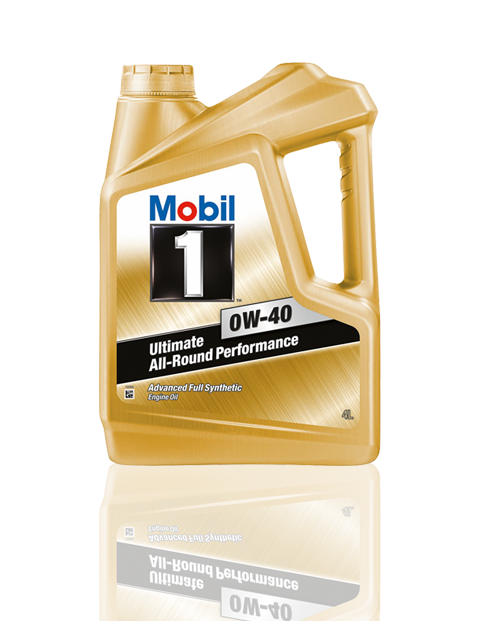 Mobil
1
™
0W-40
Ultimate
All-Round Performance
Advanced Full Synthetic
Engine Oil
4L